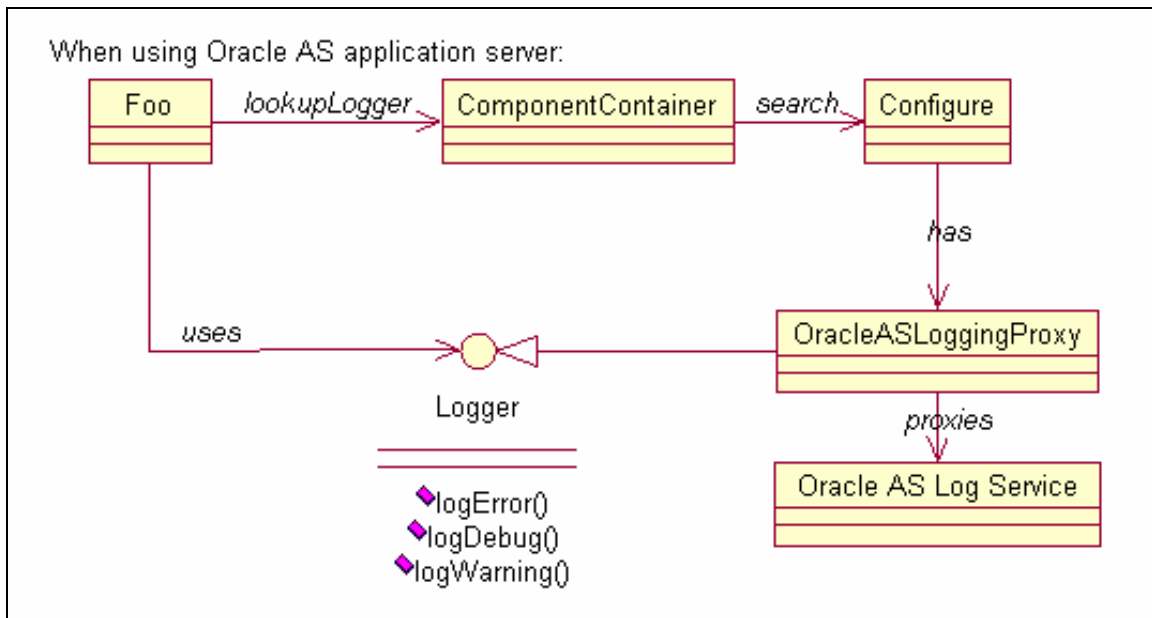 When using Oracle AS application server:
Foo
lookupLogger
ComponentContainer
search
Configure
has
uses
OracleASLoggingProxy
Logger
proxies
Oracle AS Log Service
logError()
logDebug()
logWarning()